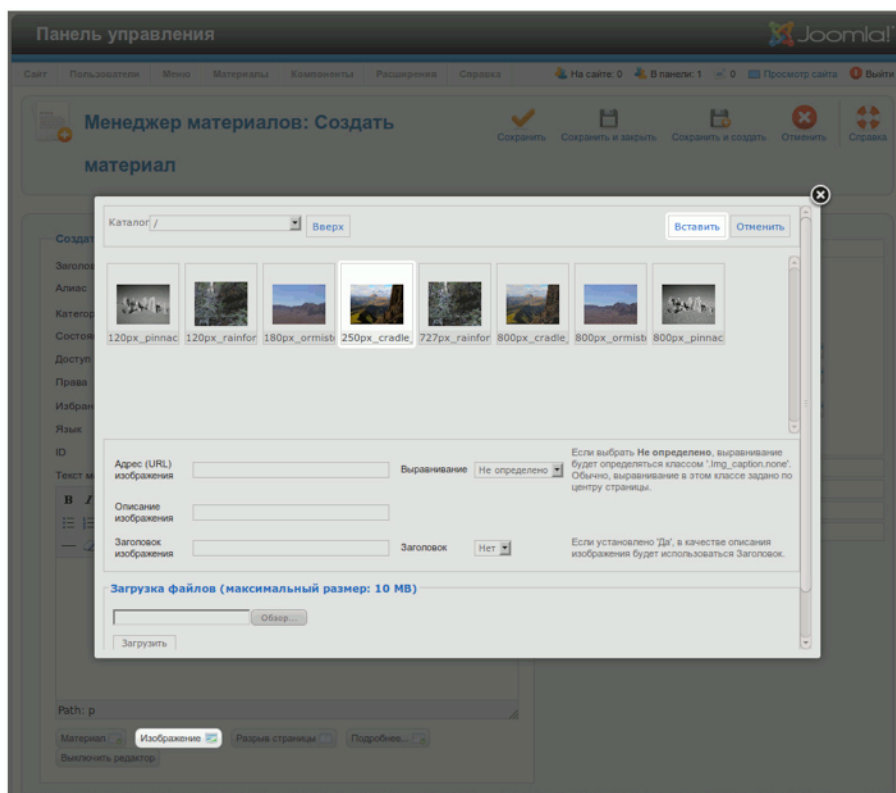 Панель управления
Joomla!
Сайт Пользователи Меню Материалы Компоненты Расширения Справка На сайте: 0 В панели: 1 0 Просмотр сайта Выйти
Менеджер материалов: Создать
материал
Сохранить Сохранить и закрыть Сохранить и создать Отменить Справка
Каталог / Вверх Вставить Отменить
Создат
Заголов
Алиас
Категор
Состоя
Доступ
Права
Избран
Язык
ID
Текст м
B I
120px_pinnac 120px_rainfor 180px_ormist 250px_cradle_ 727px_rainfor 800px_cradle_ 800px_ormist 800px_pinnac
Адрес (URL)
изображения
Выравнивание Не определено
Если выбрать Не определено, выравнивание
будет определяться классом '.img_caption.none'.
Обычно, выравнивание в этом классе задано по
центру страницы.
Описание
изображения
Заголовок
изображения
Заголовок Нет
Если установлено 'Да', в качестве описания
изображения будет использоваться Заголовок.
Загрузка файлов (максимальный размер: 10 MB)
Обзор...
Загрузить
Path: p
Материал Изображение Разрыв страницы Подробнее...
Выключить редактор